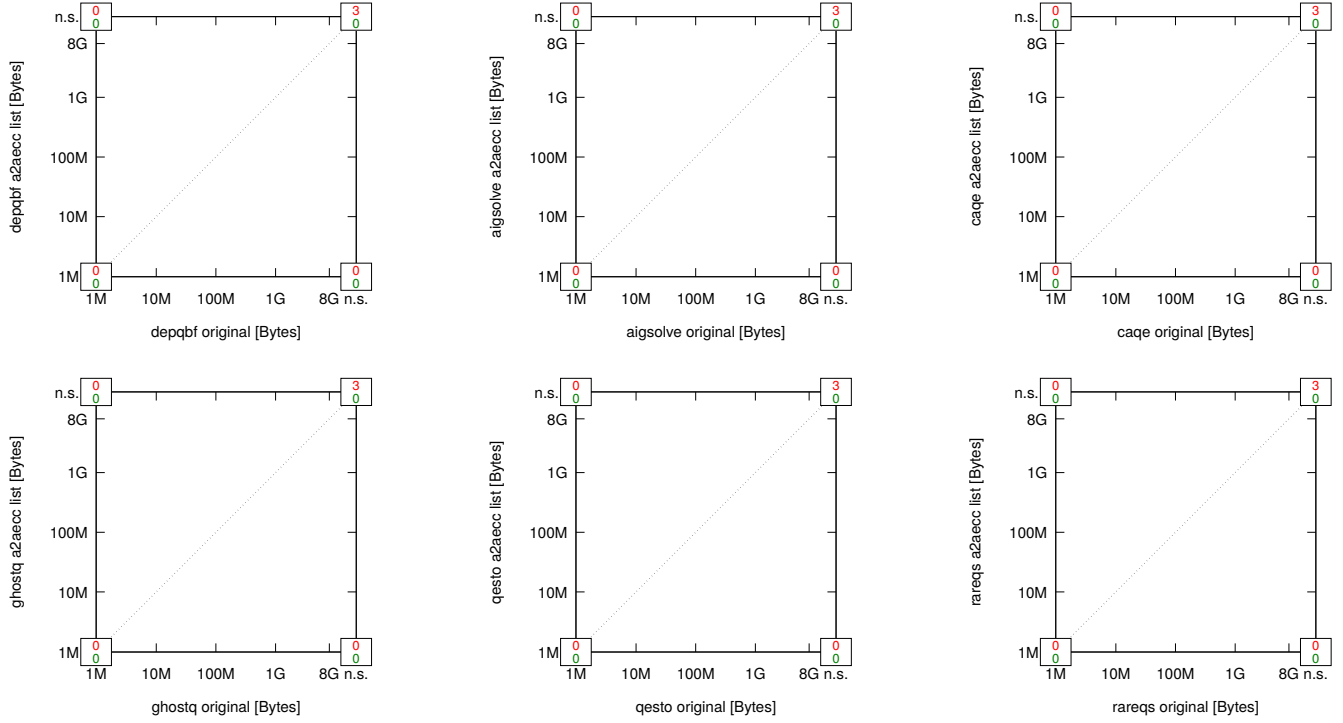 depqbf a2aecc list [Bytes]
n.s.
8G
1G
100M
10M
1M
0
0
3
0
0
0
0
0
1M 10M 100M 1G 8G n.s.
depqbf original [Bytes]
aigsolve a2aecc list [Bytes]
n.s.
8G
1G
100M
10M
1M
0
0
3
0
0
0
0
0
1M 10M 100M 1G 8G n.s.
aigsolve original [Bytes]
caqe a2aecc list [Bytes]
n.s.
8G
1G
100M
10M
1M
0
0
3
0
0
0
0
0
1M 10M 100M 1G 8G n.s.
caqe original [Bytes]
ghostq a2aecc list [Bytes]
n.s.
8G
1G
100M
10M
1M
0
0
3
0
0
0
0
0
1M 10M 100M 1G 8G n.s.
ghostq original [Bytes]
qesto a2aecc list [Bytes]
n.s.
8G
1G
100M
10M
1M
0
0
3
0
0
0
0
0
1M 10M 100M 1G 8G n.s.
qesto original [Bytes]
rareqs a2aecc list [Bytes]
n.s.
8G
1G
100M
10M
1M
0
0
3
0
0
0
0
0
1M 10M 100M 1G 8G n.s.
rareqs original [Bytes]